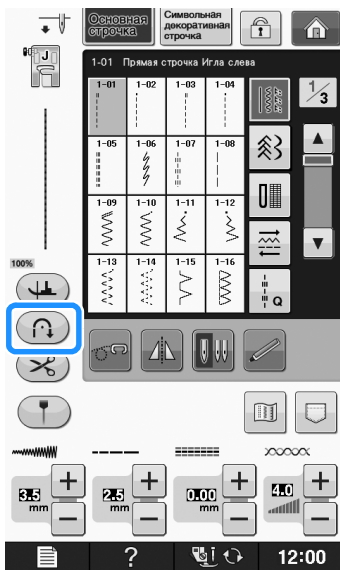 Основная
строчка
Символьная
декоративная
строчка
J
1-01 Прямая строчка Игла слева
1-01 1-02 1-03 1-04
1/3
1-05 1-06 1-07 1-08
1-09 1-10 1-11 1-12
1-13 1-14 1-15 1-16
Q
100%
3.5 mm
2.5 mm
0.00 mm
4.0
?
12:00